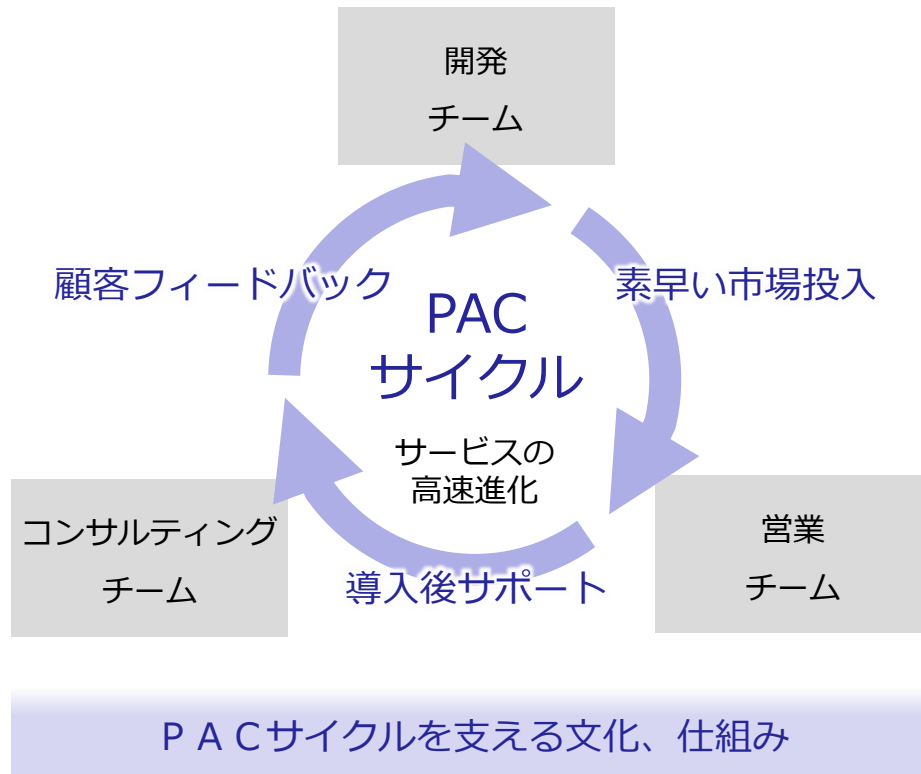 開発
チーム
顧客フィードバック
素早い市場投入
PAC
サイクル
サービスの
高速進化
コンサルティング
チーム
導入後サポート
営業
チーム
ＰＡＣサイクルを支える文化、仕組み